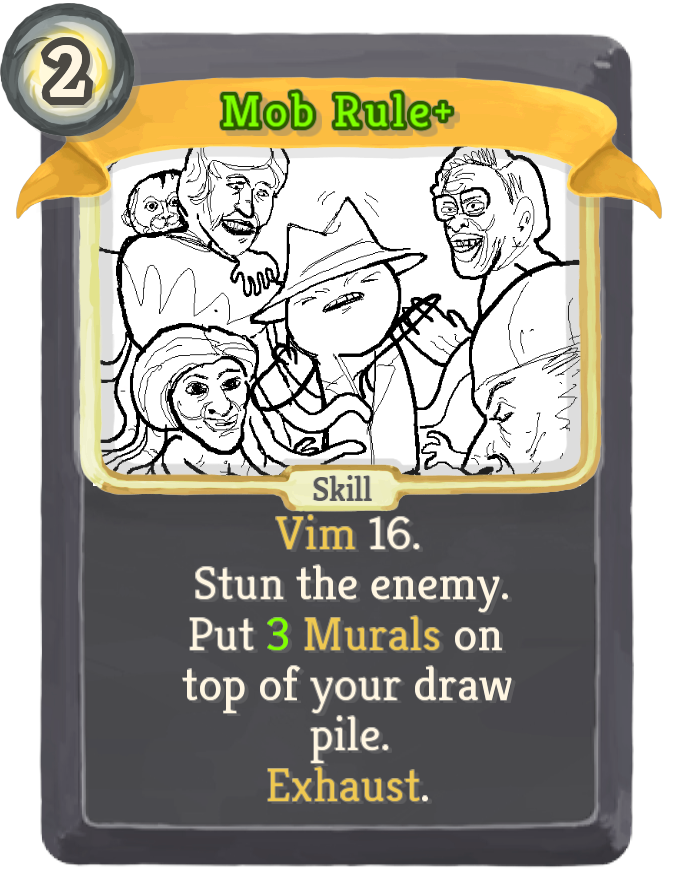 2
Mob Rule+
Skill
Vim 16.
Stun the enemy.
Put 3 Murals on
top of your draw
pile.
Exhaust.